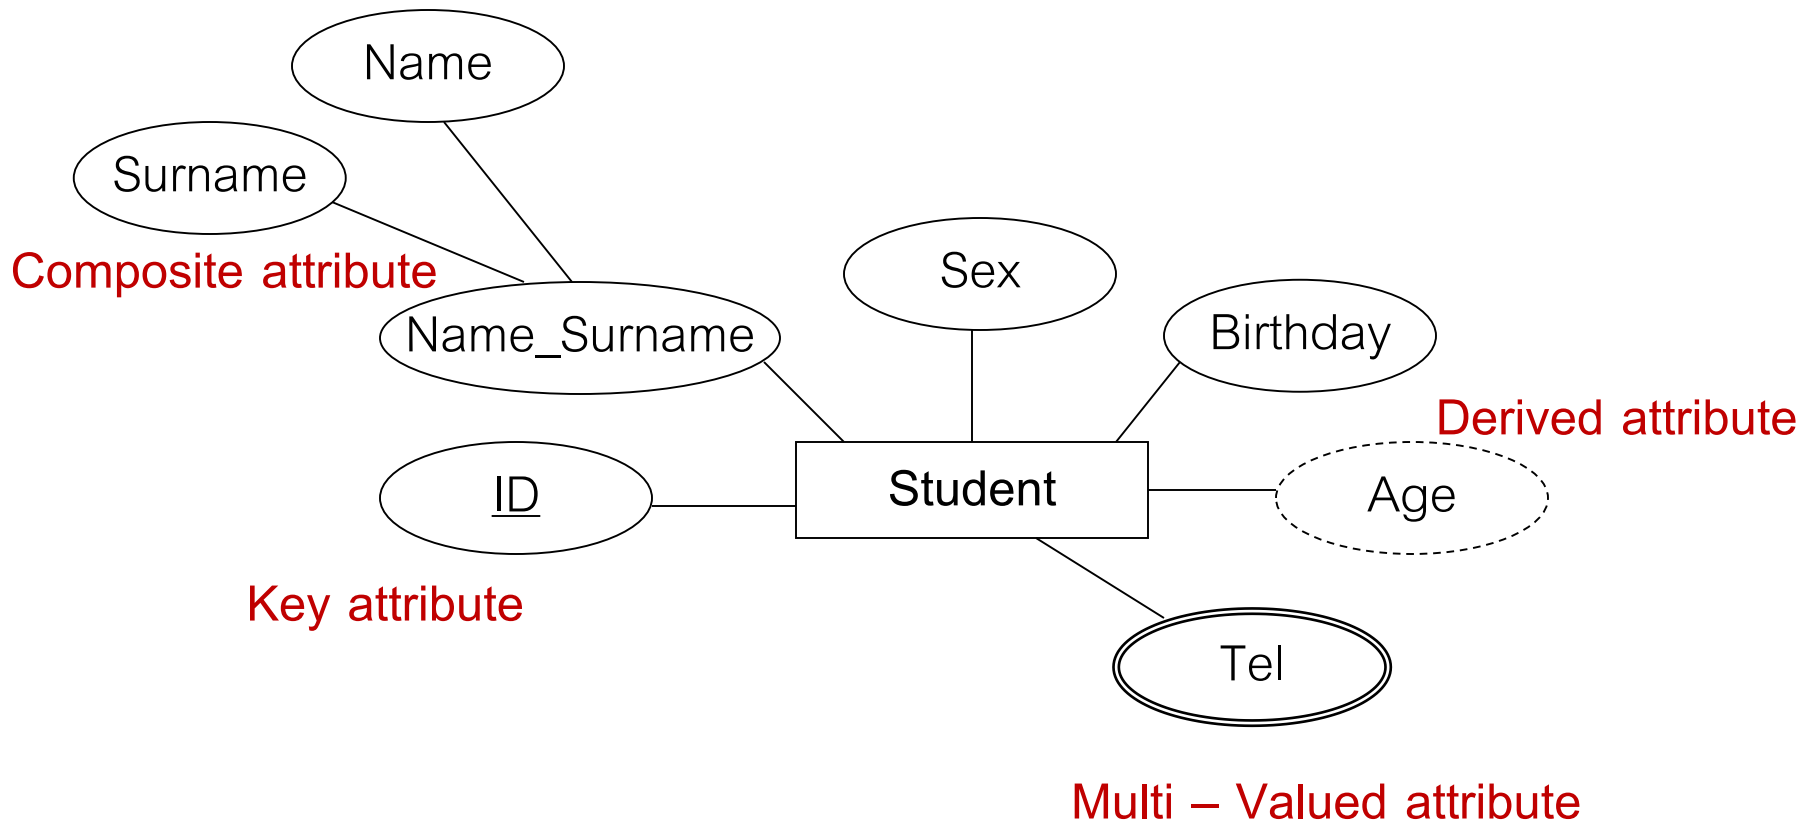 Name
Surname
Composite attribute
Name_Surname
Sex
Birthday
Derived attribute
ID
Student
Age
Key attribute
Tel
Multi – Valued attribute